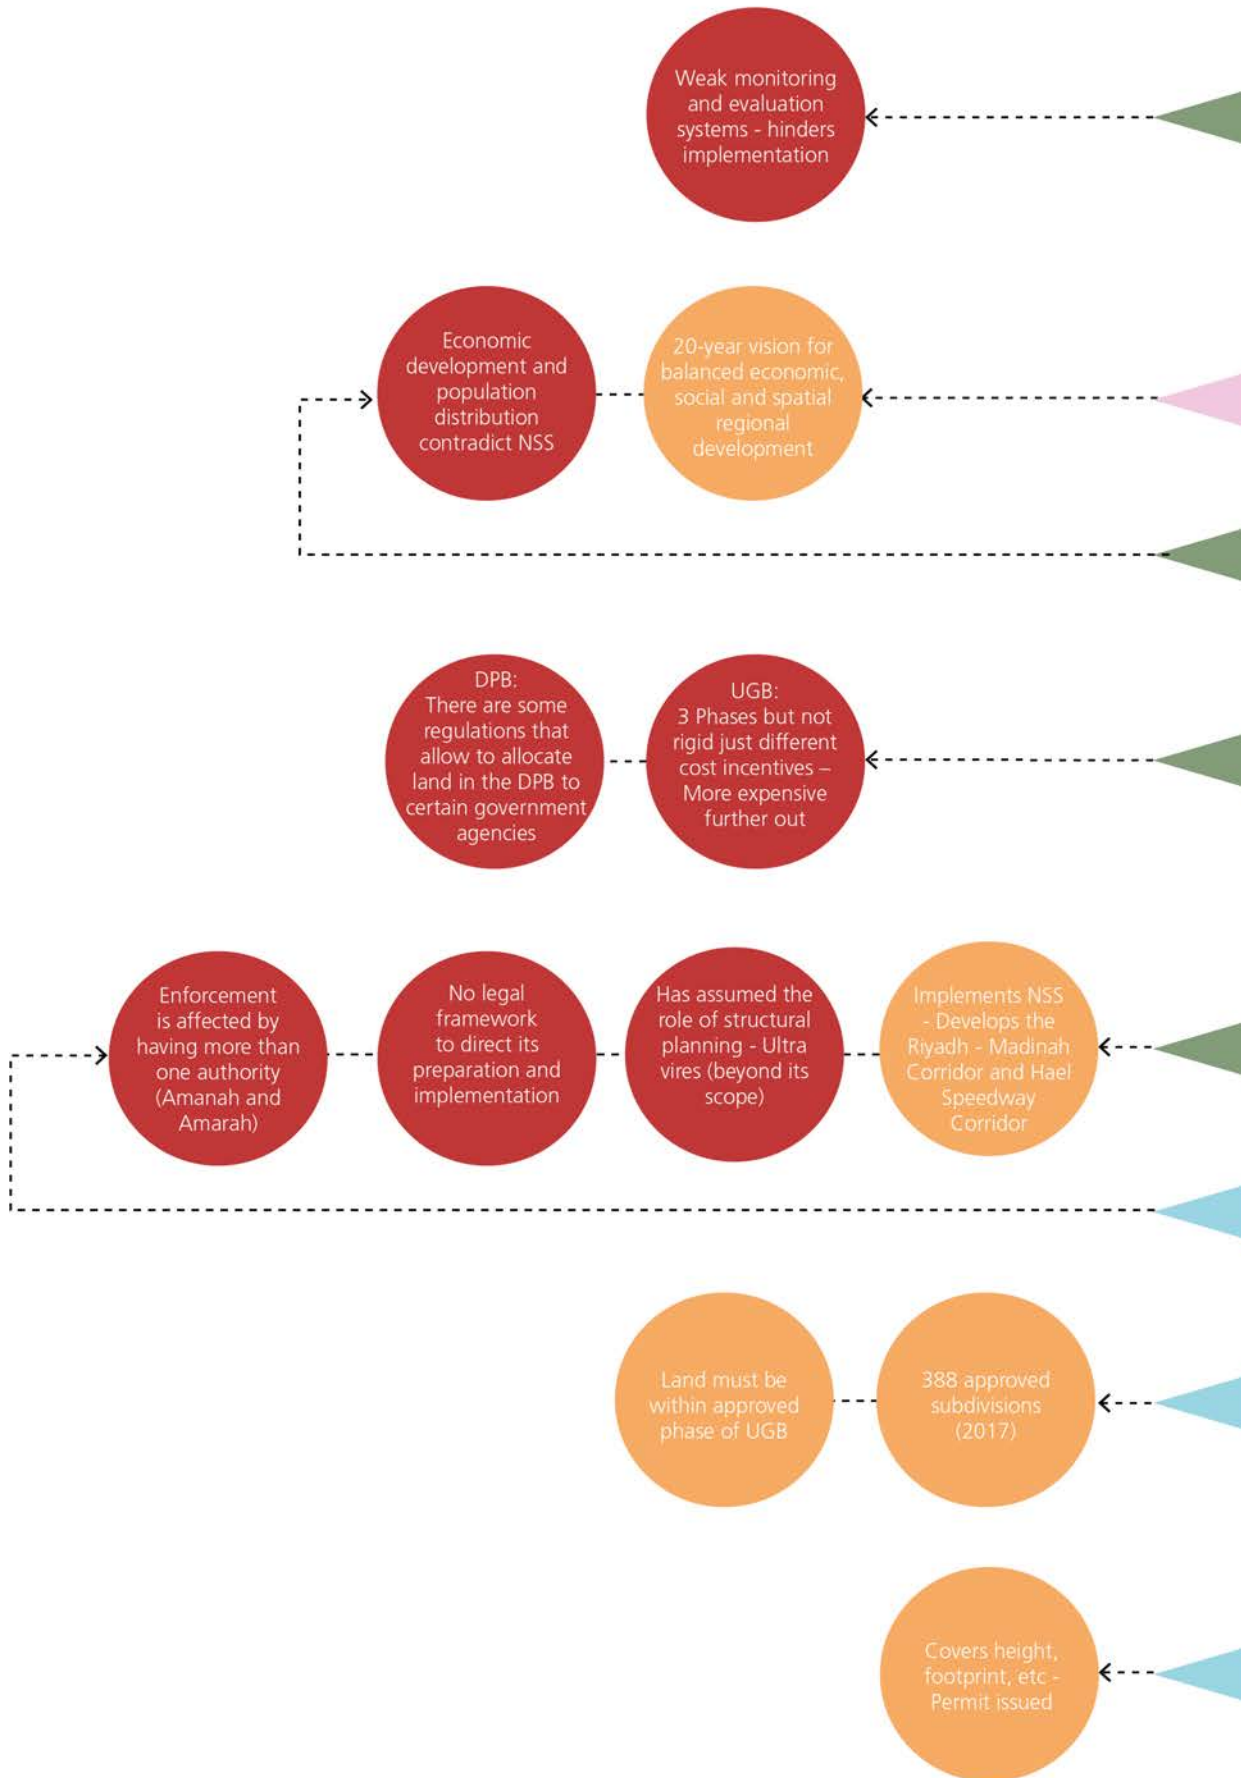 Weak monitoring
and evaluation
systems - hinders
implementation
Economic
development and
population
distribution
contradict NSS
20-year vision for
balanced economic,
social and spatial
regional
development
DPB:
There are some
regulations that
allow to allocate
land in the DPB to
certain government
agencies
UGB:
3 Phases but not
rigid just different
cost incentives –
More expensive
further out
Enforcement
is affected by
having more than
one authority
(Amanah and
Amarah)
No legal
framework
to direct its
preparation and
implementation
Has assumed the
role of structural
planning - Ultra
vires (beyond its
scope)
Implements NSS
- Develops the
Riyadh - Madinah
Corridor and Hael
Speedway
Corridor
Land must be
within approved
phase of UGB
388 approved
subdivisions
(2017)
Covers height,
footprint, etc -
Permit issued